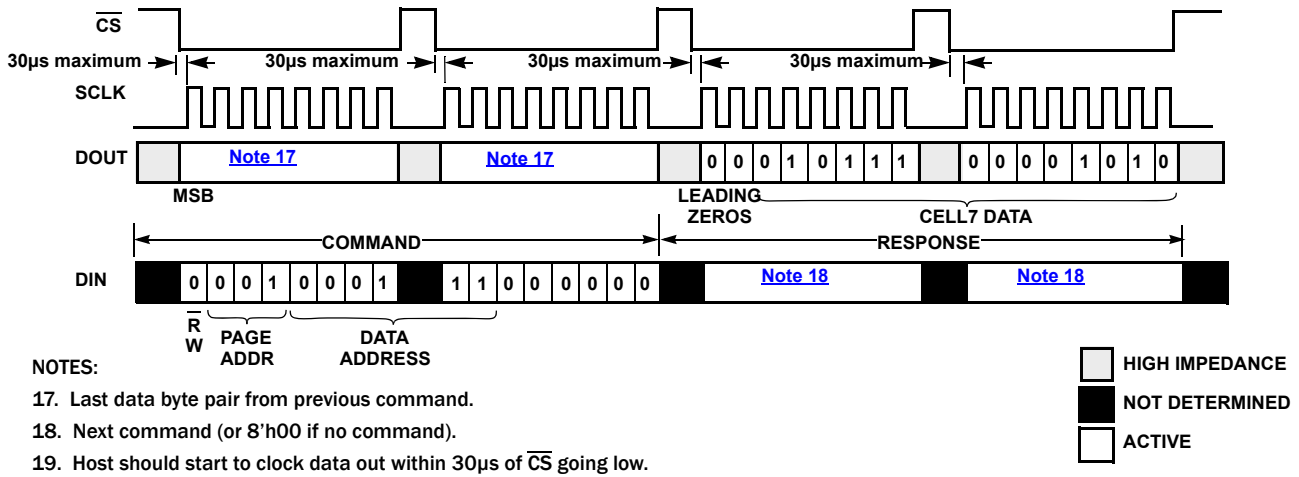 CS
30µs maximum 30µs maximum 30µs maximum 30µs maximum
SCLK
DOUT Note 17 Note 17 0 0 0 1 0 1 1 1 0 0 0 0 1 0 1 0
MSB LEADING ZEROS CELL7 DATA
COMMAND RESPONSE
DIN 0 0 0 1 0 0 0 1 1 1 0 0 0 0 0 0 Note 18 Note 18
R
W
PAGE
ADDR
DATA
ADDRESS
NOTES:
17. Last data byte pair from previous command.
18. Next command (or 8'h00 if no command).
19. Host should start to clock data out within 30µs of CS going low.
HIGH IMPEDANCE
NOT DETERMINED
ACTIVE